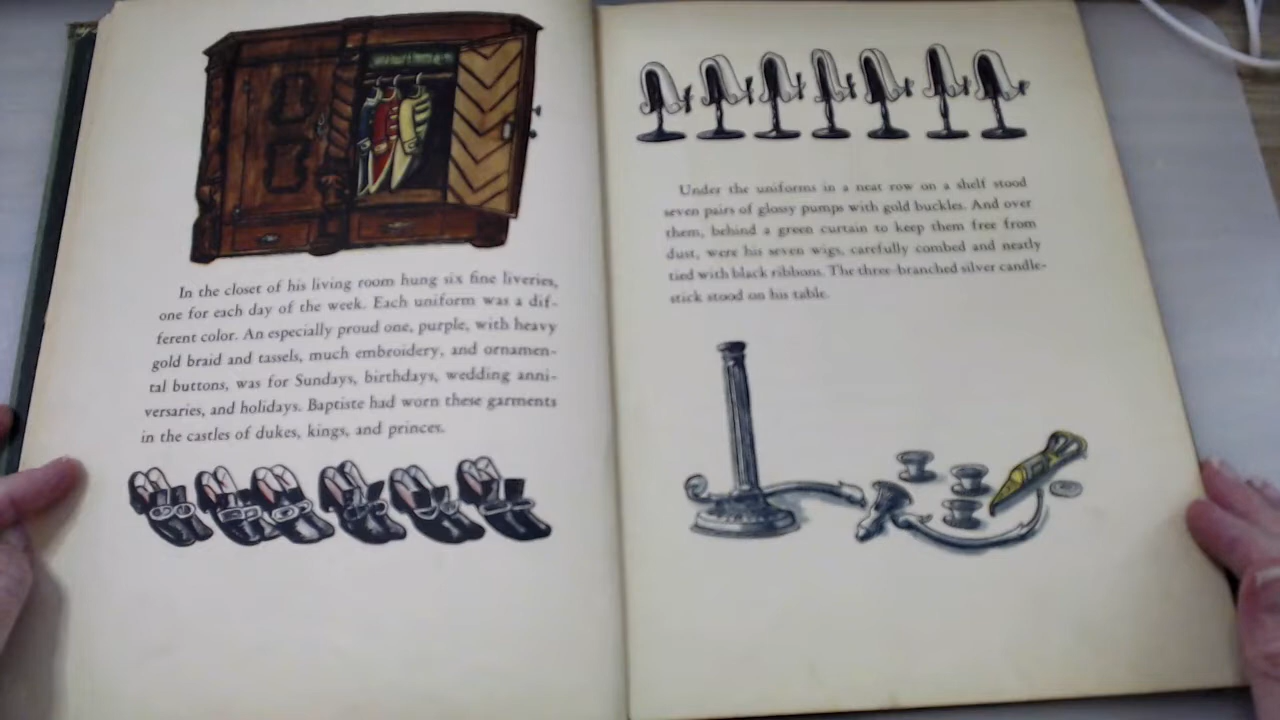 In the closet of his living room hung six fine liveries,
one for each day of the week. Each uniform was a dif-
ferent color. An especially proud one, purple, with heavy
gold braid and tassels, much embroidery, and ornamen-
tal buttons, was for Sundays, birthdays, wedding anni-
versaries, and holidays. Baptiste had worn these garments
in the castles of dukes, kings, and princes.
Under the uniforms in a neat row on a shelf stood
seven pairs of glossy pumps with gold buckles. And over
them, behind a green curtain to keep them free from
dust, were his seven wigs, carefully combed and neatly
tied with black ribbons. The three-branched silver candle-
stick stood on his table.